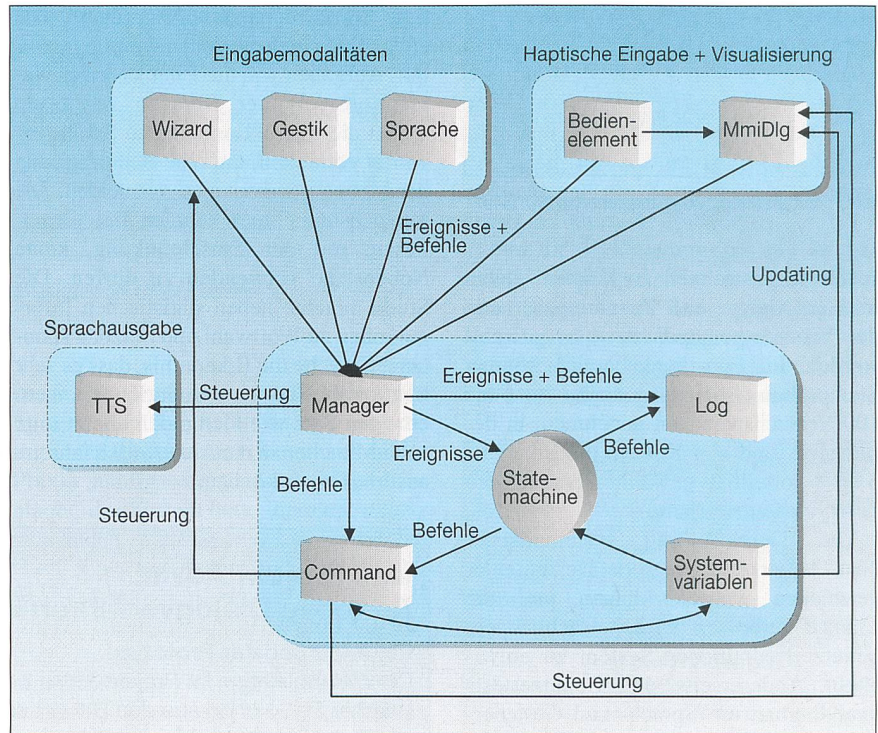 Eingabemodalitäten
Haptische Eingabe + Visualisierung
Wizard
Gestik
Sprache
Bedien-
element
MmiDlg
Ereignisse +
Befehle
Updating
Sprachausgabe
TTS
Steuerung
Manager
Ereignisse + Befehle
Log
Ereignisse
Befehle
State-
machine
Befehle
Steuerung
Befehle
Command
System-
variablen
Steuerung